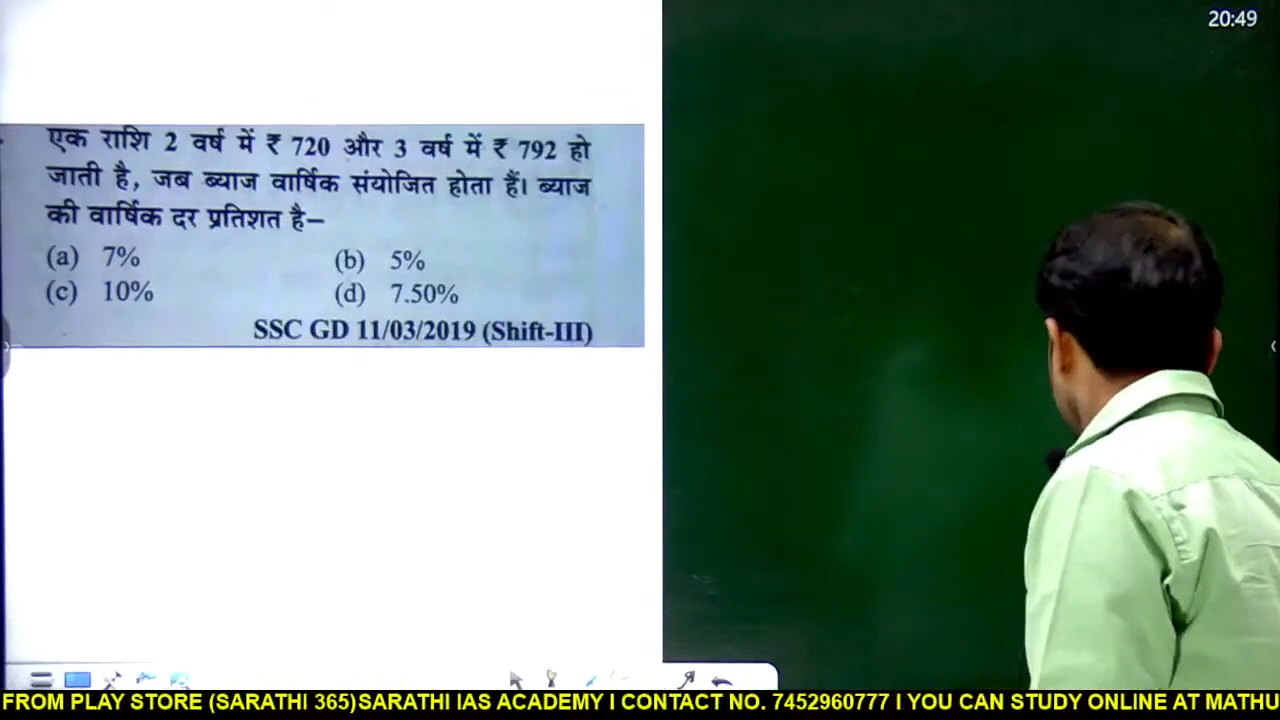 20:49
एक राशि 2 वर्ष में ₹ 720 और 3 वर्ष में ₹ 792 हो
जाती है, जब ब्याज वार्षिक संयोजित होता हैं। ब्याज
की वार्षिक दर प्रतिशत है–
(a) 7% (b) 5%
(c) 10% (d) 7.50%
SSC GD 11/03/2019 (Shift-III)
FROM PLAY STORE (SARATHI 365)SARATHI IAS ACADEMY I CONTACT NO. 7452960777 I YOU CAN STUDY ONLINE AT MATHU